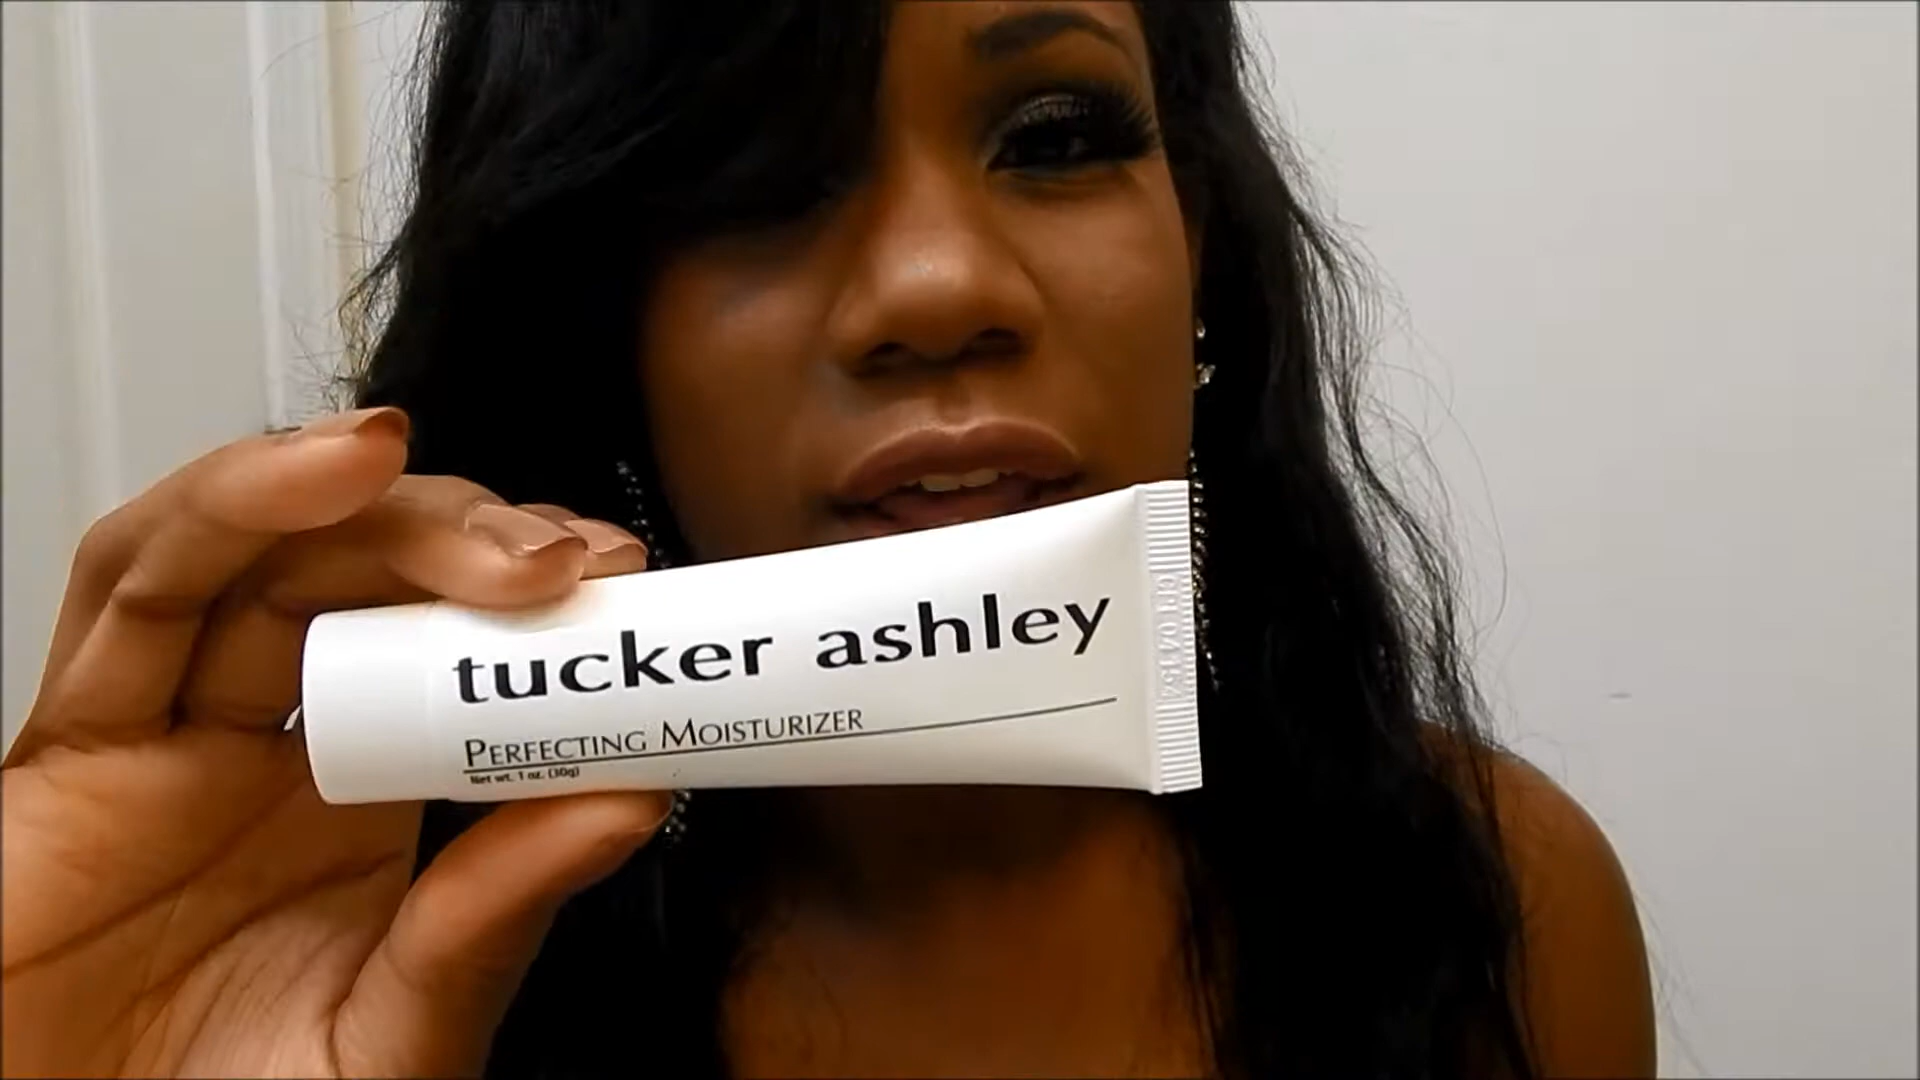 tucker ashley
PERFECTING MOISTURIZER
Net wt. 1 oz. (30g)